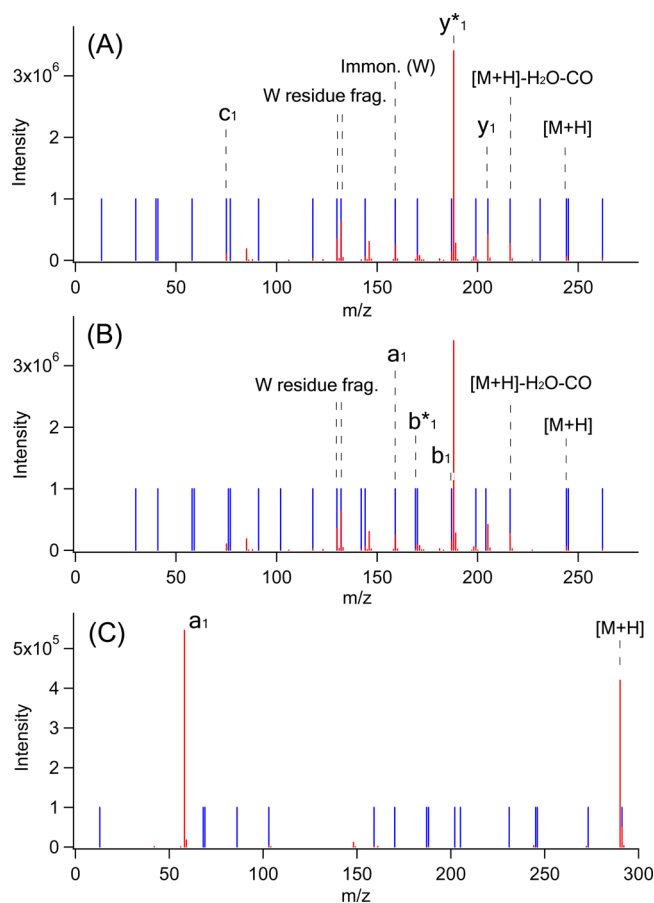 (A)
y*1
Immon. (W)
[M+H]-H2O-CO
W residue frag.
c1
y1
[M+H]
3x10^6
2
1
0
Intensity
0 50 100 150 200 250
m/z
(B)
a1
W residue frag.
[M+H]-H2O-CO
b*1
[M+H]
b1
3x10^6
2
1
0
Intensity
0 50 100 150 200 250
m/z
(C)
a1
[M+H]
5x10^5
4
3
2
1
0
Intensity
0 50 100 150 200 250 300
m/z